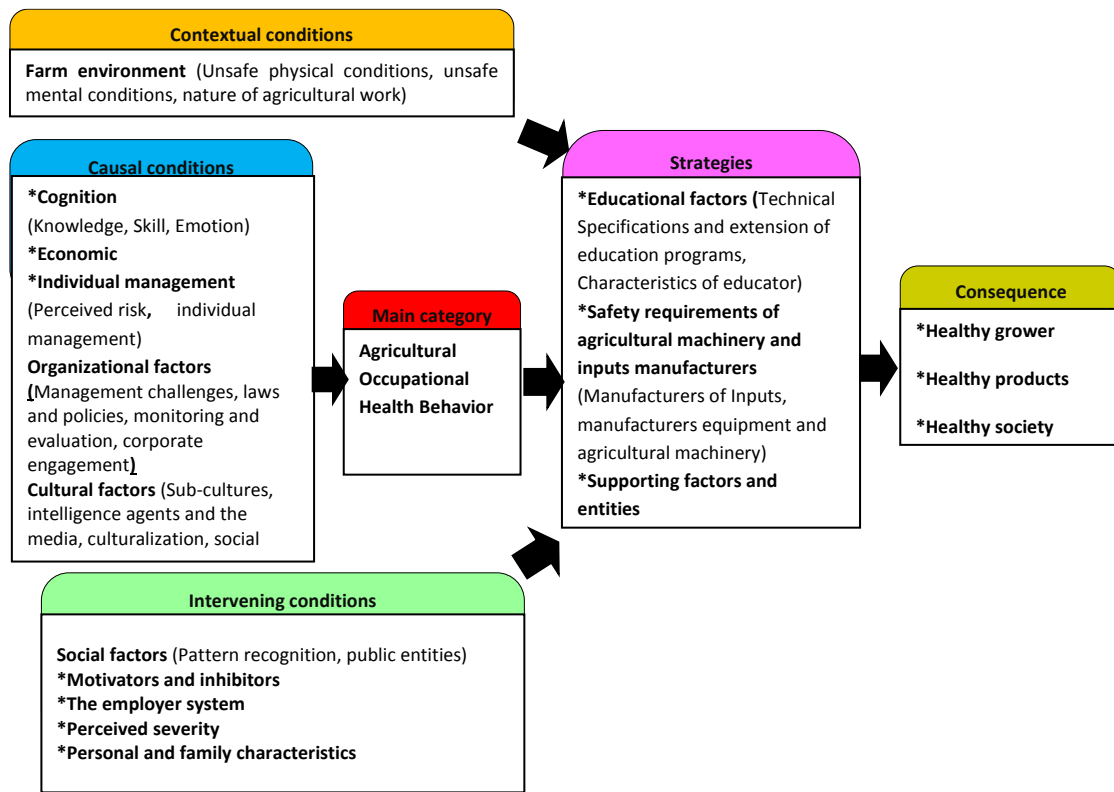 Contextual conditions
Farm environment (Unsafe physical conditions, unsafe
mental conditions, nature of agricultural work)
Causal conditions
*Cognition
(Knowledge, Skill, Emotion)
*Economic
*Individual management
(Perceived risk, individual
management)
Organizational factors
(Management challenges, laws
and policies, monitoring and
evaluation, corporate
engagement)
Cultural factors (Sub-cultures,
intelligence agents and the
media, culturalization, social
Main category
Agricultural
Occupational
Health Behavior
Strategies
*Educational factors (Technical
Specifications and extension of
education programs,
Characteristics of educator)
*Safety requirements of
agricultural machinery and
inputs manufacturers
(Manufacturers of Inputs,
manufacturers equipment and
agricultural machinery)
*Supporting factors and
entities
Consequence
*Healthy grower
*Healthy products
*Healthy society
Intervening conditions
Social factors (Pattern recognition, public entities)
*Motivators and inhibitors
*The employer system
*Perceived severity
*Personal and family characteristics